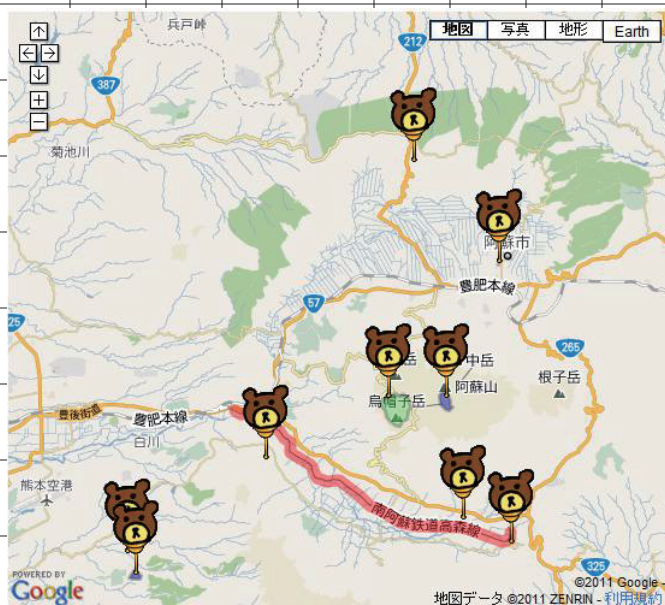 兵戸峠
地図 写真 地形 Earth
212
387
菊池川
阿蘇市
豊肥本線
57
265
25
岳
中岳
阿蘇山
根子岳
烏帽子岳
豊後街道
豊肥本線
白川
熊本空港
南阿蘇鉄道高森線
325
POWERED BY
Google
©2011 Google -
地図データ ©2011 ZENRIN - 利用規約